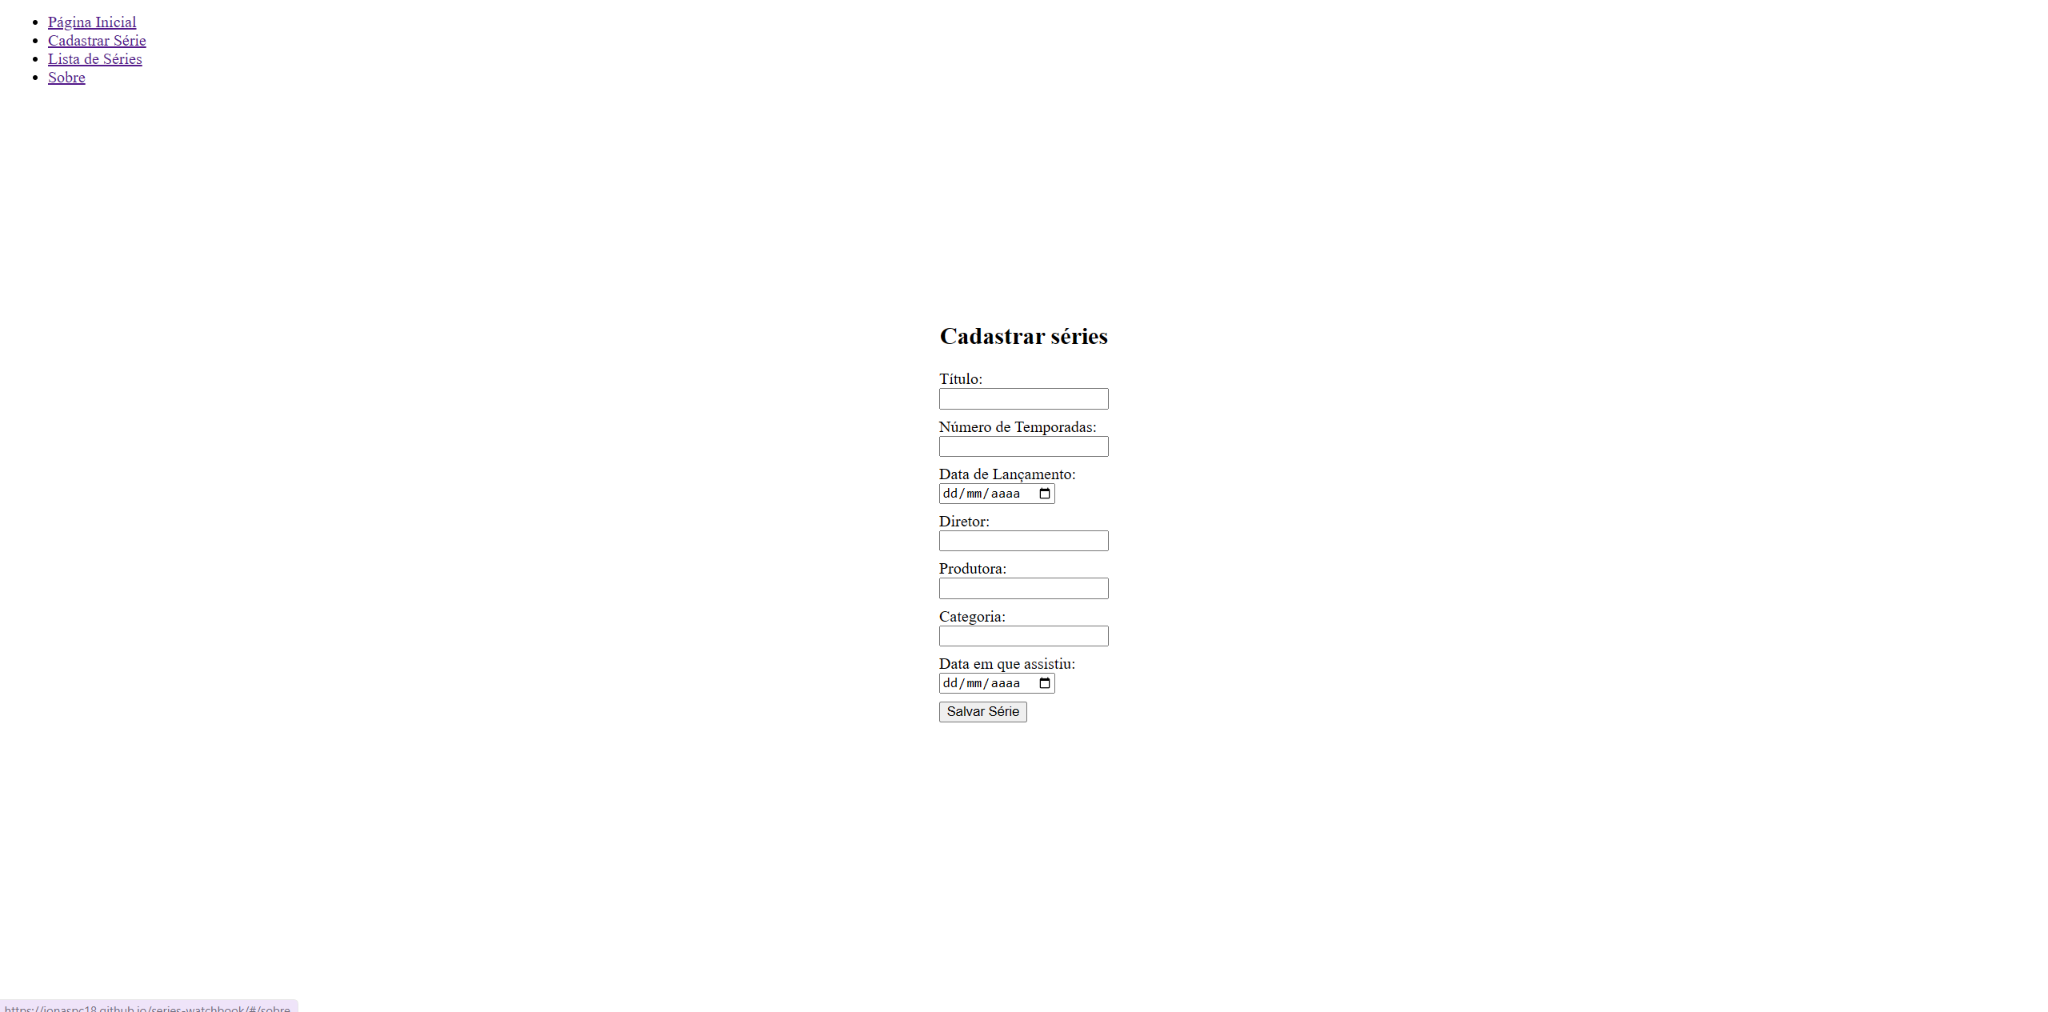 Página Inicial
Cadastrar Série
Lista de Séries
Sobre
Cadastrar séries
Título:
Número de Temporadas:
Data de Lançamento:
dd/mm/aaaa
Diretor:
Produtora:
Categoria:
Data em que assistiu:
dd/mm/aaaa
Salvar Série
https://jonaspc18.github.io/series-watchbook/#/sobre